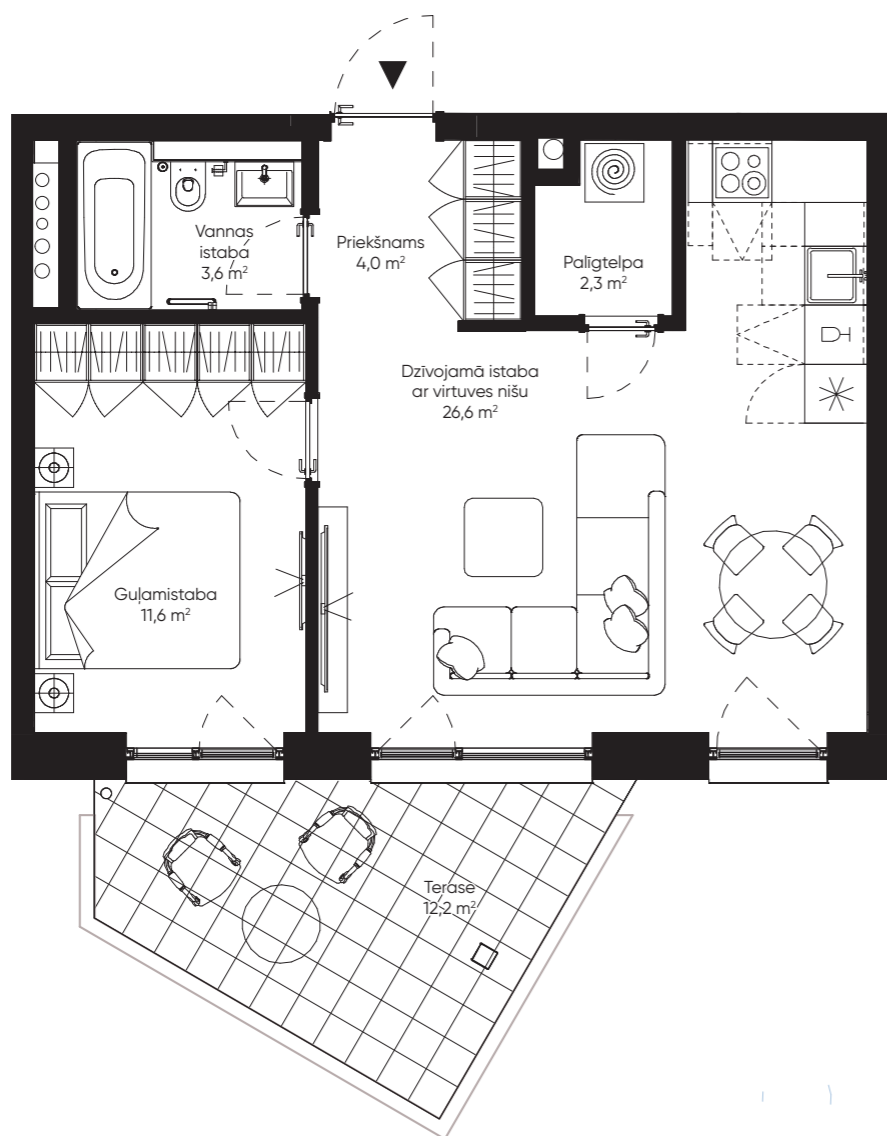 Vannas
istaba
3,6 m²
Priekšnams
4,0 m²
Palīgtelpa
2,3 m²
Dzīvojamā istaba
ar virtuves nišu
26,6 m²
Guļamistaba
11,6 m²
Terase
12,2 m²